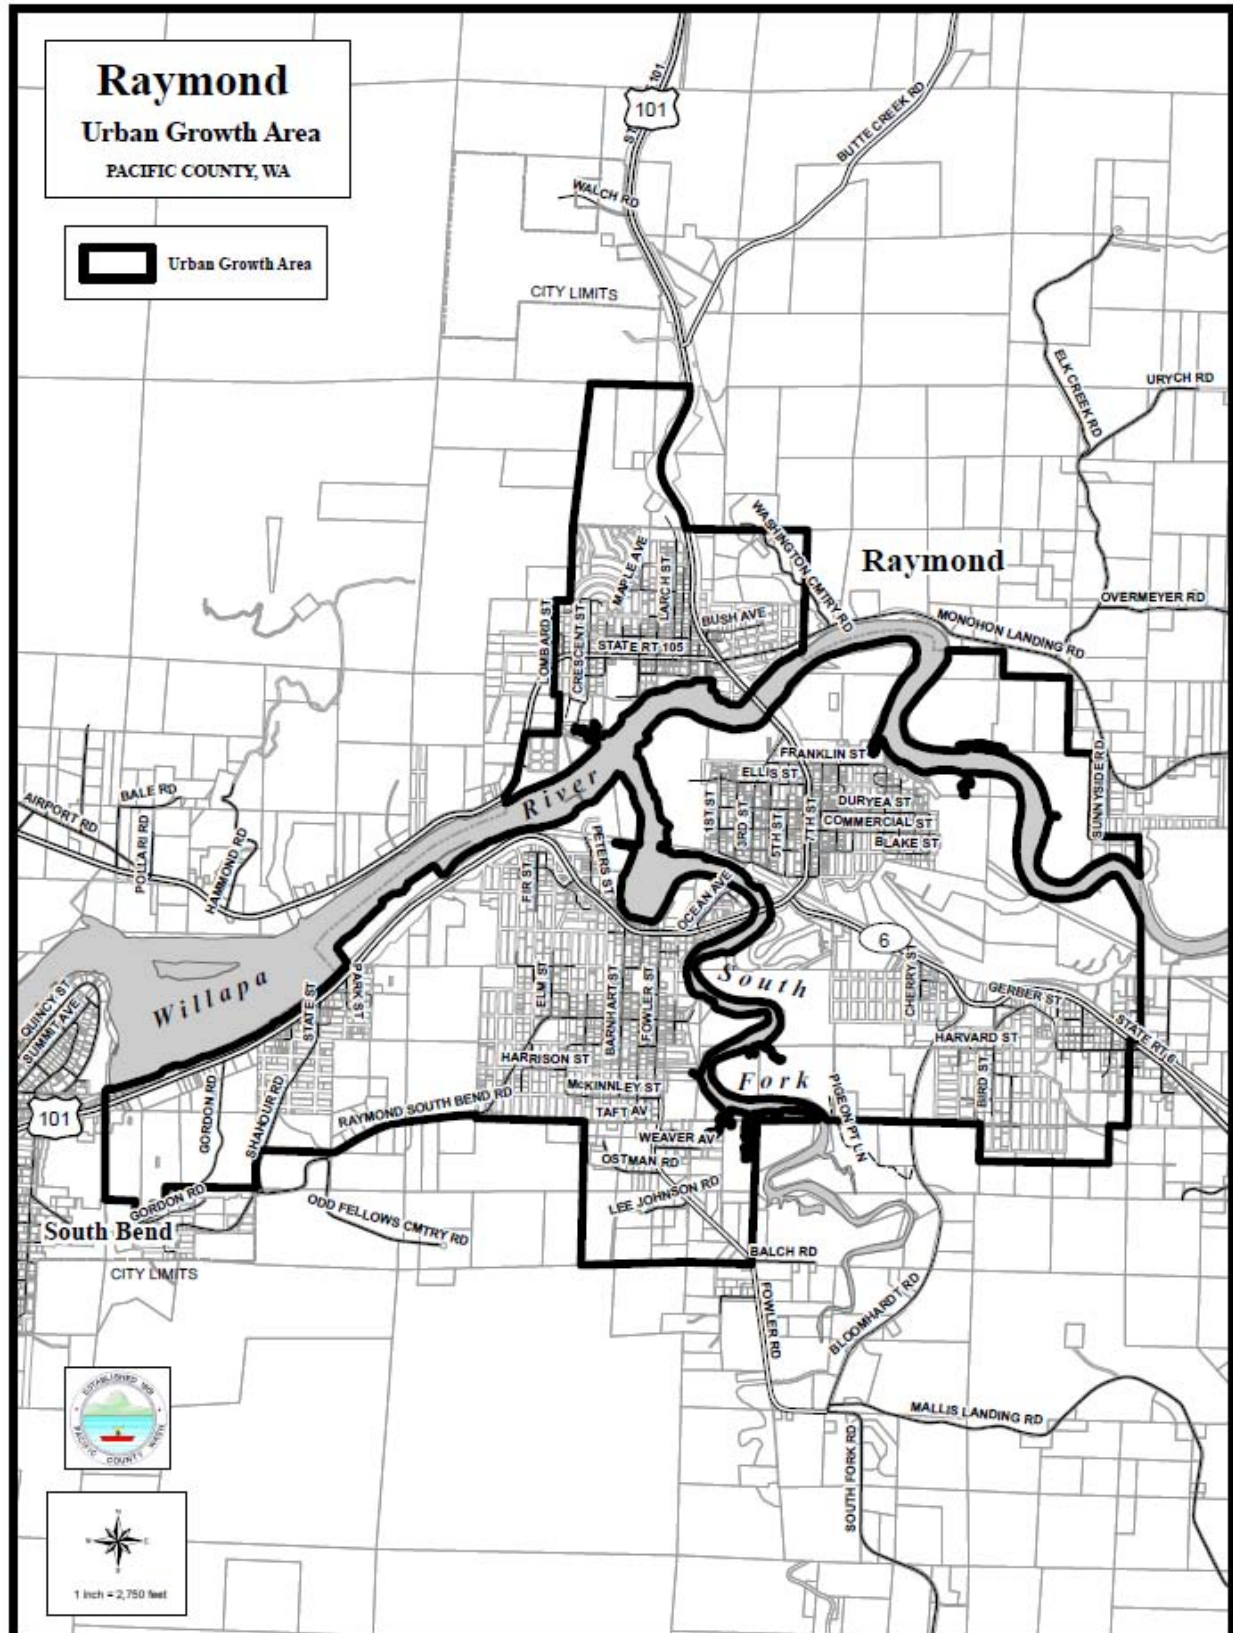 Raymond
Urban Growth Area
PACIFIC COUNTY, WA
Urban Growth Area
101
101
BUTTE CREEK RD
WALCH RD
CITY LIMITS
ELK CREEK RD
URYCH RD
WASHINGTON CMTRY RD
Raymond
MAPLE AVE
LARCH ST
OVERMEYER RD
LOMBARD ST
CRESCENT ST
BUSH AVE
MONOHON LANDING RD
STATE RT 105
FRANKLIN ST
ELLIS ST
SUNNYSIDE RD
River
BALE RD
AIRPORT RD
POLLARI RD
HAMMOND RD
1ST ST
3RD ST
5TH ST
7TH ST
DURYEA ST
COMMERCIAL ST
BLAKE ST
FIR ST
PETERS ST
OCEAN AVE
6
Willapa
QUINCY ST
SUMMIT AVE
STATE ST
PARK ST
ELM ST
BARNHART ST
FOWLER ST
South
CHERRY ST
GERBER ST
STATE RT 6
HARVARD ST
HARRISON ST
Fork
BIRD ST
101
GORDON RD
SHANOUR RD
RAYMOND SOUTH BEND RD
McKINNLEY ST
TAFT AV
PIGEON PT LN
WEAVER AV
OSTMAN RD
LEE JOHNSON RD
GORDON RD
ODD FELLOWS CMTRY RD
South Bend
BALCH RD
CITY LIMITS
FOWLER RD
BLOOMHARDT RD
MALLIS LANDING RD
SOUTH FORK RD
ESTABLISHED 1851
PACIFIC COUNTY WASH
N
W E
S
1 inch = 2,750 feet